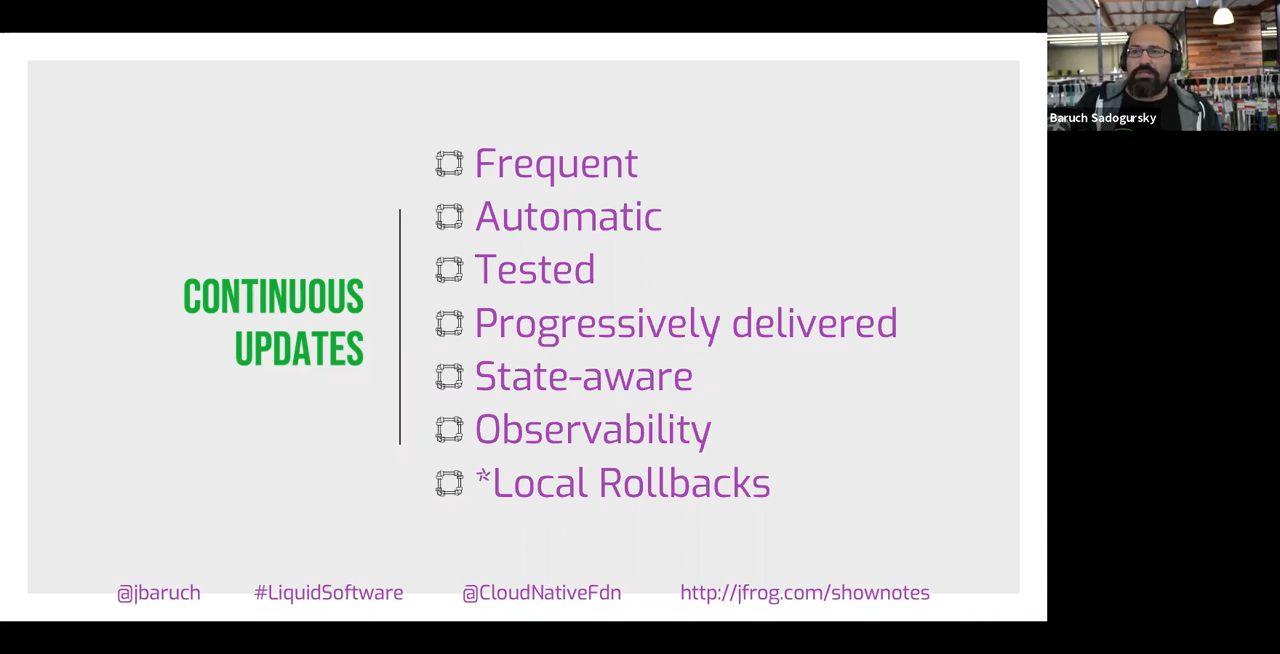 Baruch Sadogursky
CONTINUOUS
UPDATES
Frequent
Automatic
Tested
Progressively delivered
State-aware
Observability
*Local Rollbacks
@jbaruch
#LiquidSoftware
@CloudNativeFdn
http://jfrog.com/shownotes